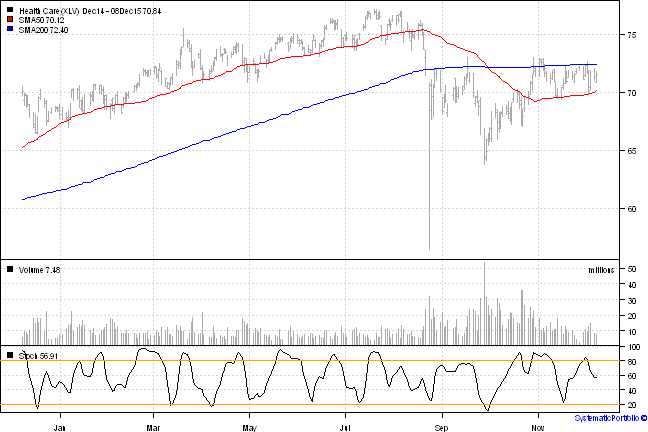 Health Care (XLV) Dec14 - 08Dec15 70.84
SMA50 70.12
SMA200 72.40
75
70
65
60
Volume 7.48
millions
50
40
30
20
10
Stoch 56.91
100
80
60
40
20
Jan
Mar
May
Jul
Sep
Nov
SystematicPortfolio ©